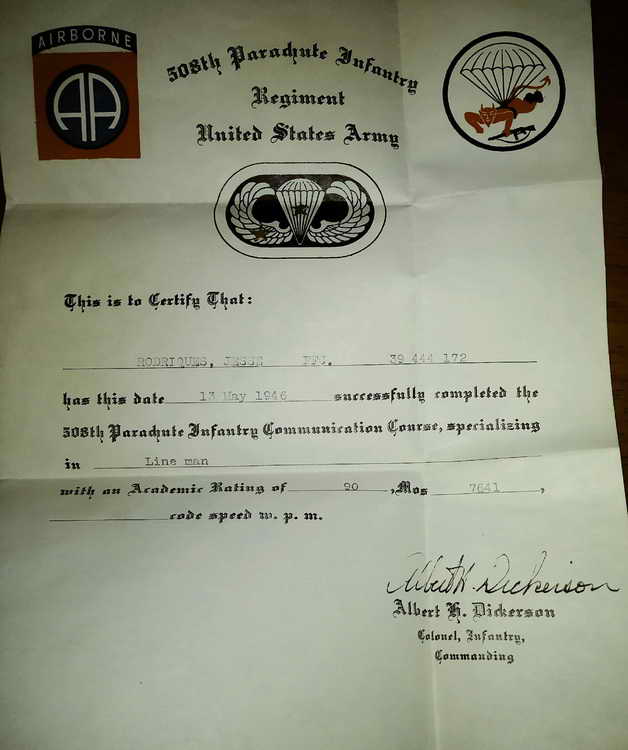 AIRBORNE
AA
508th Parachute Infantry
Regiment
United States Army
This is to Certify That:
RODRIQUES, JESSE PFC. 39 444 172
has this date 13 May 1946 successfully completed the
508th Parachute Infantry Communication Course, specializing
in Line man
with an Academic Rating of 90 ,Mos 7641 ,
code speed w. p. m.
Albert H. Dickerson
Albert H. Dickerson
Colonel, Infantry,
Commanding